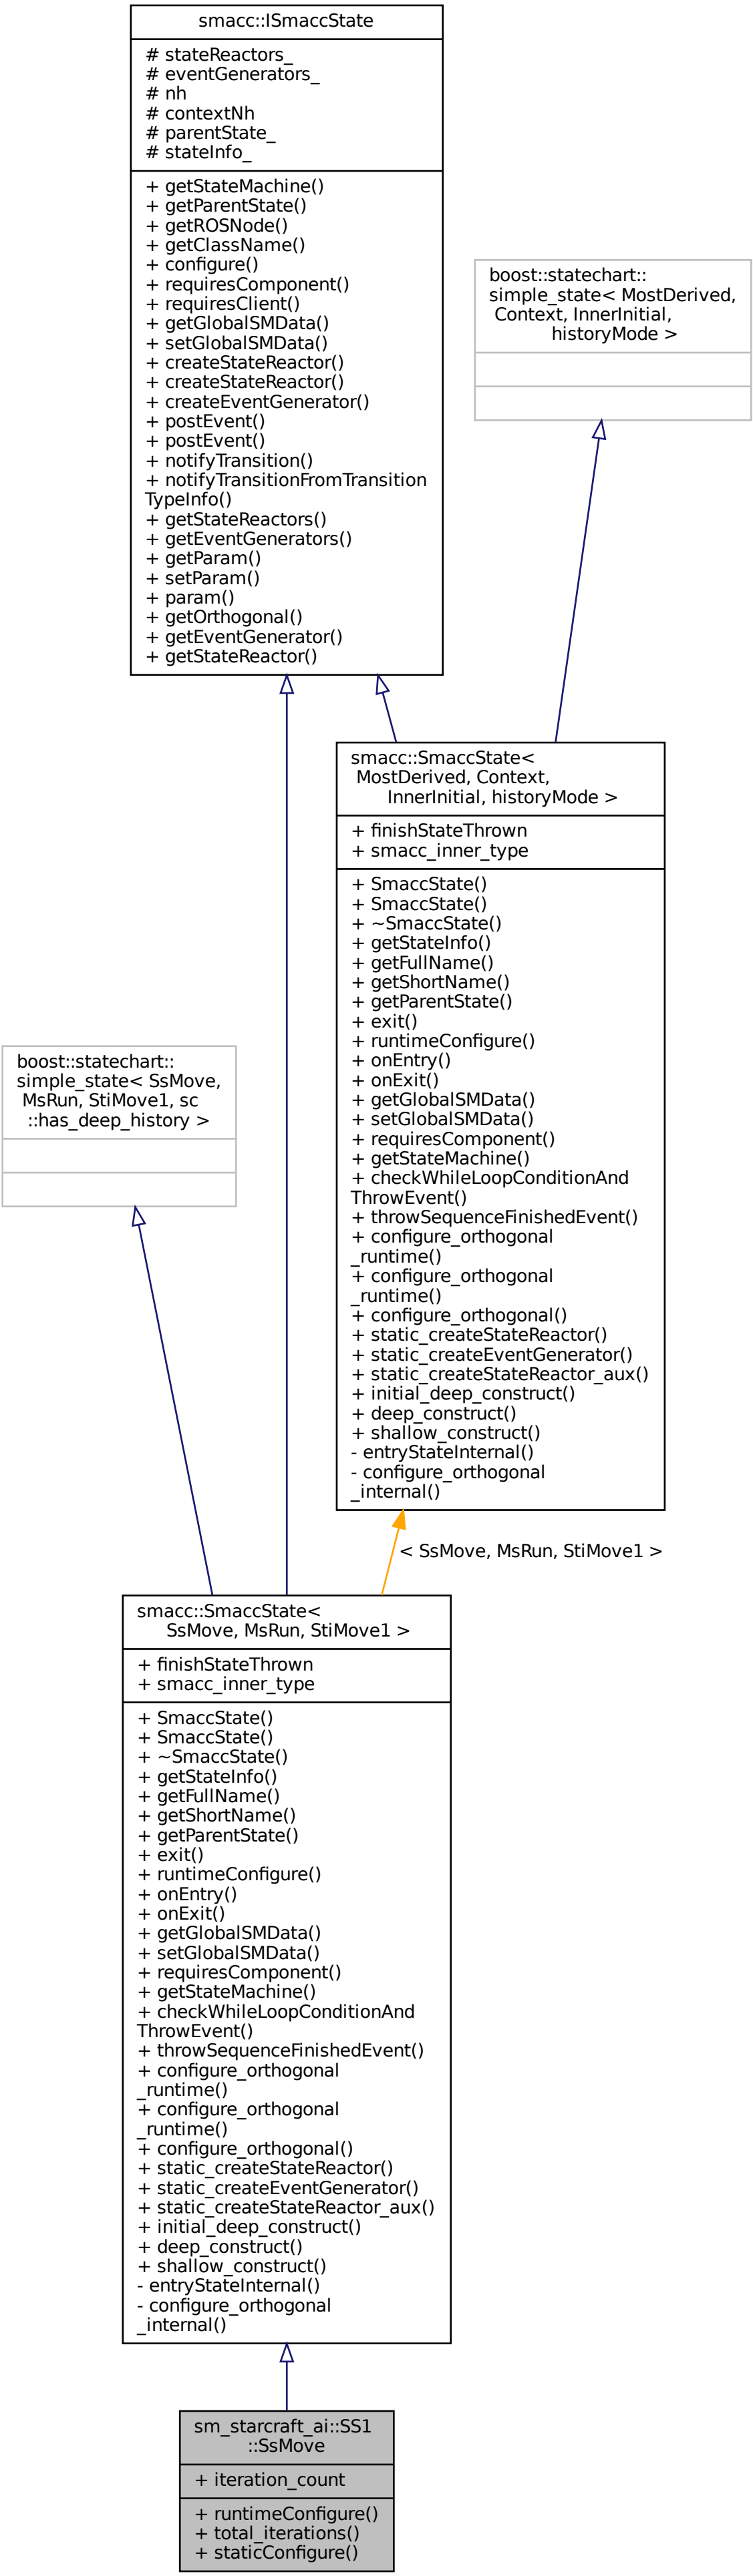 smacc::ISmaccState
# stateReactors_
# eventGenerators_
# nh
# contextNh
# parentState_
# stateInfo_
+ getStateMachine()
+ getParentState()
+ getROSNode()
+ getClassName()
+ configure()
+ requiresComponent()
+ requiresClient()
+ getGlobalSMData()
+ setGlobalSMData()
+ createStateReactor()
+ createStateReactor()
+ createEventGenerator()
+ postEvent()
+ postEvent()
+ notifyTransition()
+ notifyTransitionFromTransition
TypeInfo()
+ getStateReactors()
+ getEventGenerators()
+ getParam()
+ setParam()
+ param()
+ getOrthogonal()
+ getEventGenerator()
+ getStateReactor()
boost::statechart::
simple_state< MostDerived,
Context, InnerInitial,
historyMode >
smacc::SmaccState<
MostDerived, Context,
InnerInitial, historyMode >
+ finishStateThrown
+ smacc_inner_type
+ SmaccState()
+ SmaccState()
+ ~SmaccState()
+ getStateInfo()
+ getFullName()
+ getShortName()
+ getParentState()
+ exit()
+ runtimeConfigure()
+ onEntry()
+ onExit()
+ getGlobalSMData()
+ setGlobalSMData()
+ requiresComponent()
+ getStateMachine()
+ checkWhileLoopConditionAnd
ThrowEvent()
+ throwSequenceFinishedEvent()
+ configure_orthogonal
_runtime()
+ configure_orthogonal
_runtime()
+ configure_orthogonal()
+ static_createStateReactor()
+ static_createEventGenerator()
+ static_createStateReactor_aux()
+ initial_deep_construct()
+ deep_construct()
+ shallow_construct()
- entryStateInternal()
- configure_orthogonal
_internal()
boost::statechart::
simple_state< SsMove,
MsRun, StiMove1, sc
::has_deep_history >
< SsMove, MsRun, StiMove1 >
smacc::SmaccState<
SsMove, MsRun, StiMove1 >
+ finishStateThrown
+ smacc_inner_type
+ SmaccState()
+ SmaccState()
+ ~SmaccState()
+ getStateInfo()
+ getFullName()
+ getShortName()
+ getParentState()
+ exit()
+ runtimeConfigure()
+ onEntry()
+ onExit()
+ getGlobalSMData()
+ setGlobalSMData()
+ requiresComponent()
+ getStateMachine()
+ checkWhileLoopConditionAnd
ThrowEvent()
+ throwSequenceFinishedEvent()
+ configure_orthogonal
_runtime()
+ configure_orthogonal
_runtime()
+ configure_orthogonal()
+ static_createStateReactor()
+ static_createEventGenerator()
+ static_createStateReactor_aux()
+ initial_deep_construct()
+ deep_construct()
+ shallow_construct()
- entryStateInternal()
- configure_orthogonal
_internal()
sm_starcraft_ai::SS1
::SsMove
+ iteration_count
+ runtimeConfigure()
+ total_iterations()
+ staticConfigure()